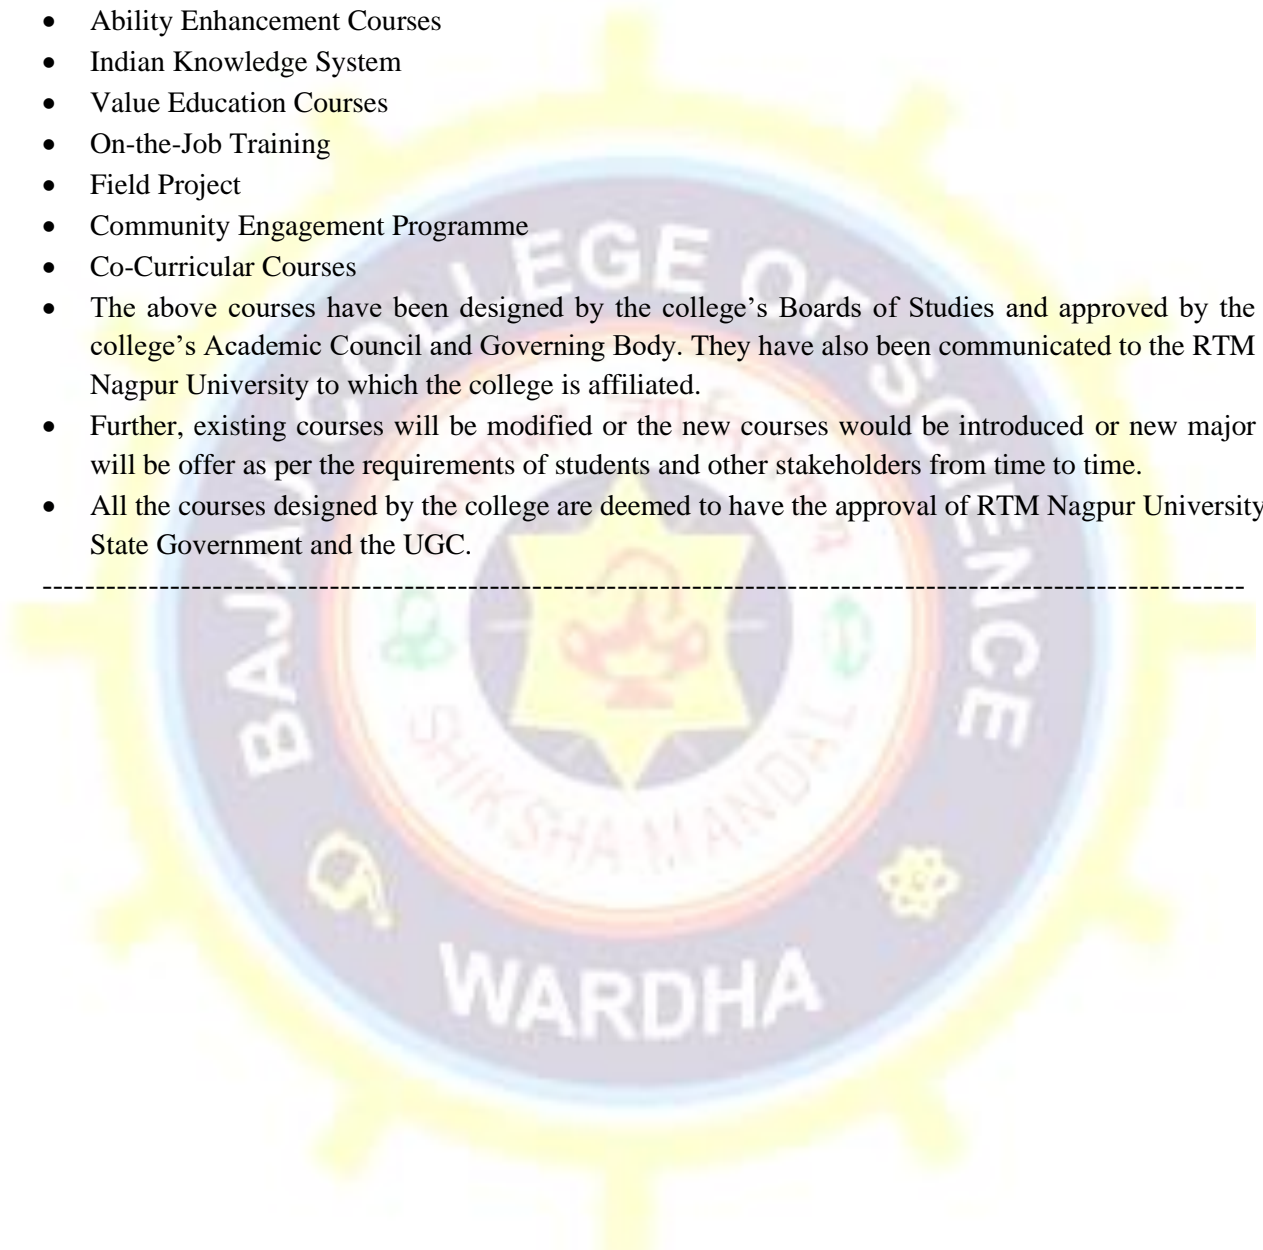 • Ability Enhancement Courses
• Indian Knowledge System
• Value Education Courses
• On-the-Job Training
• Field Project
• Community Engagement Programme
• Co-Curricular Courses
• The above courses have been designed by the college’s Boards of Studies and approved by the
college’s Academic Council and Governing Body. They have also been communicated to the RTM
Nagpur University to which the college is affiliated.
• Further, existing courses will be modified or the new courses would be introduced or new major
will be offer as per the requirements of students and other stakeholders from time to time.
• All the courses designed by the college are deemed to have the approval of RTM Nagpur University
State Government and the UGC.
BAJAJ COLLEGE OF SCIENCE
SHIKSHA MANDAL
WARDHA